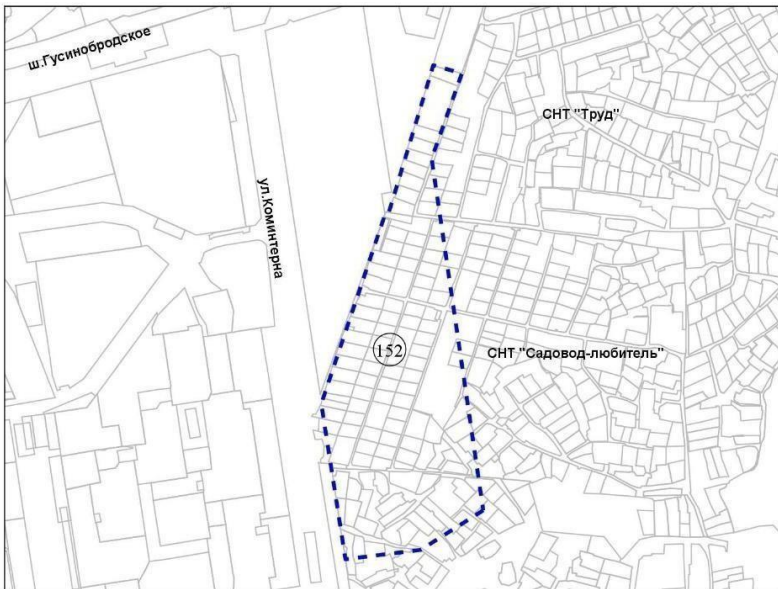 ш.Гусинобродское
СНТ "Труд"
ул.Коминтерна
152
СНТ "Садовод-любитель"